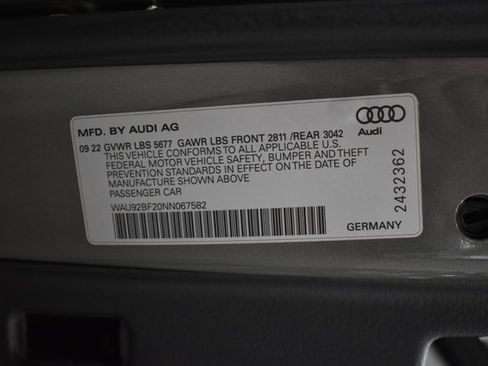 MFD. BY AUDI AG
09 22 GVWR LBS 5677 GAWR LBS FRONT 2811 /REAR 3042
THIS VEHICLE CONFORMS TO ALL APPLICABLE U.S.
FEDERAL MOTOR VEHICLE SAFETY, BUMPER AND THEFT
PREVENTION STANDARDS IN EFFECT ON THE DATE OF
MANUFACTURE SHOWN ABOVE
PASSENGER CAR
WAU92BF20NN067582
Audi
2432362
GERMANY